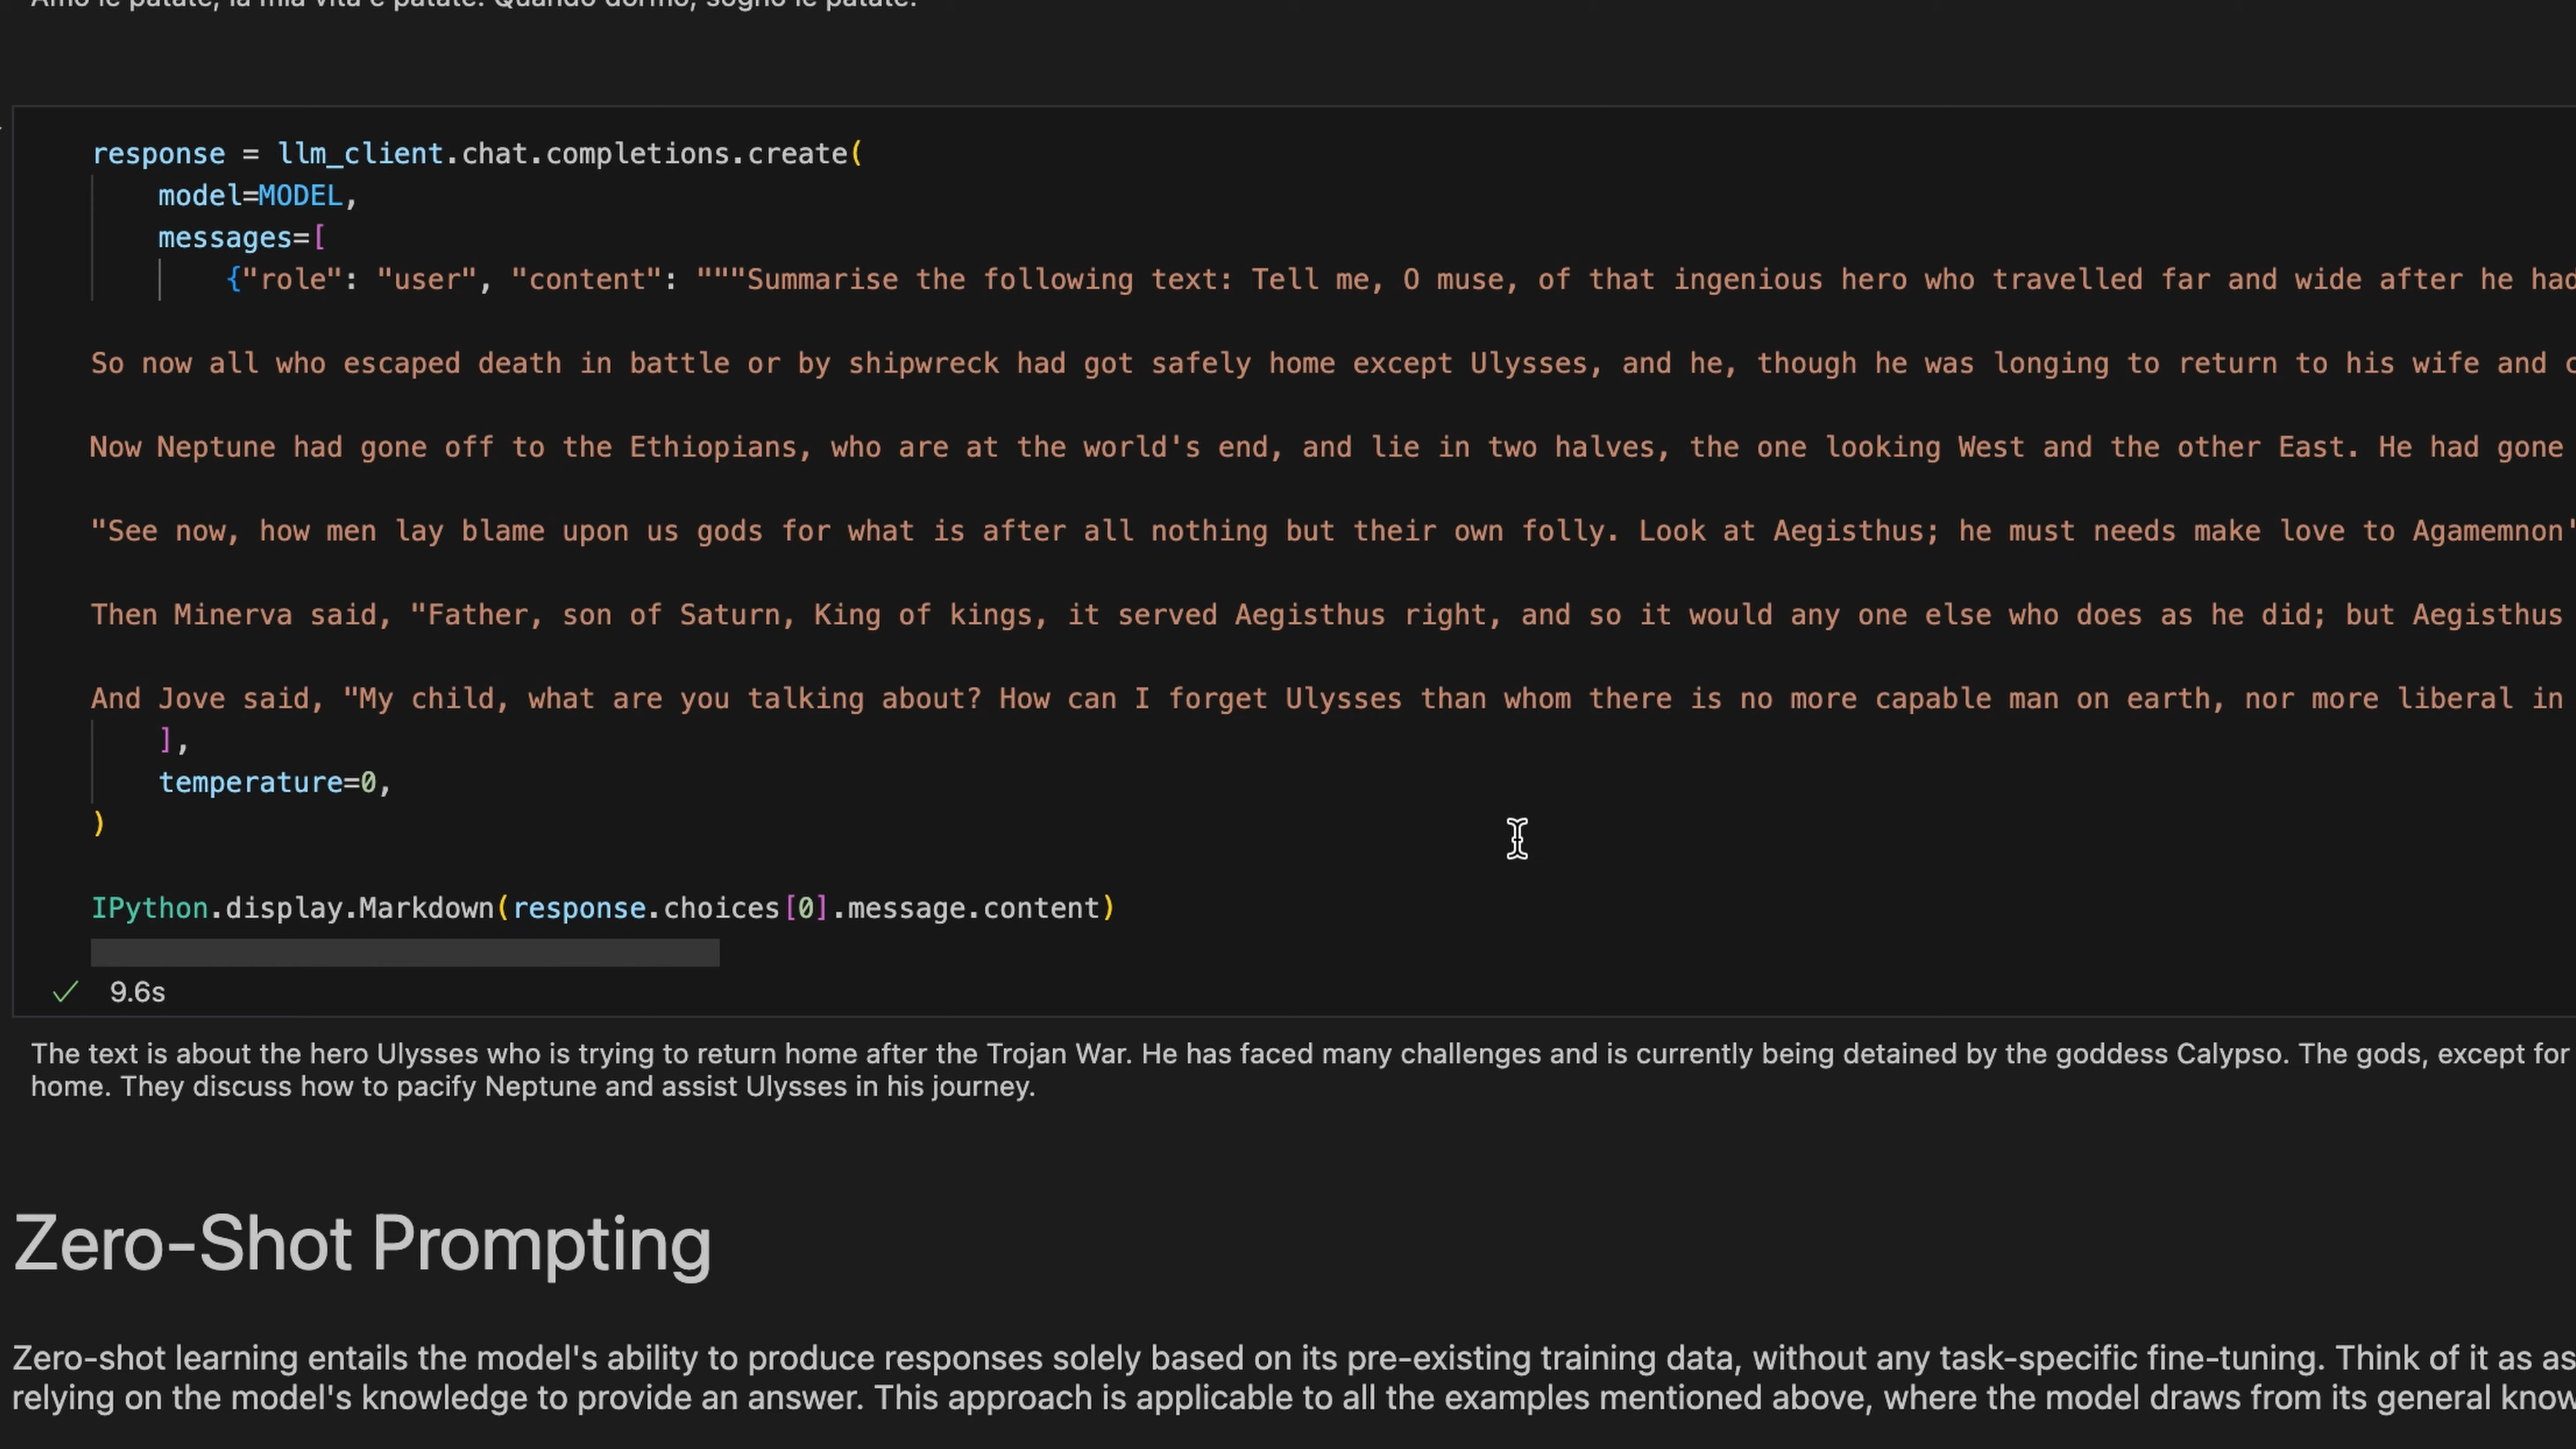 Amo le patate, la mia vita è patate. Quando dormo, sogno le patate.
response = llm_client.chat.completions.create(
model=MODEL,
messages=[
{"role": "user", "content": """Summarise the following text: Tell me, O muse, of that ingenious hero who travelled far and wide after he had
So now all who escaped death in battle or by shipwreck had got safely home except Ulysses, and he, though he was longing to return to his wife and
Now Neptune had gone off to the Ethiopians, who are at the world's end, and lie in two halves, the one looking West and the other East. He had gone
"See now, how men lay blame upon us gods for what is after all nothing but their own folly. Look at Aegisthus; he must needs make love to Agamemnon'
Then Minerva said, "Father, son of Saturn, King of kings, it served Aegisthus right, and so it would any one else who does as he did; but Aegisthus
And Jove said, "My child, what are you talking about? How can I forget Ulysses than whom there is no more capable man on earth, nor more liberal in
],
temperature=0,
)
IPython.display.Markdown(response.choices[0].message.content)
9.6s
The text is about the hero Ulysses who is trying to return home after the Trojan War. He has faced many challenges and is currently being detained by the goddess Calypso. The gods, except for
home. They discuss how to pacify Neptune and assist Ulysses in his journey.
Zero-Shot Prompting
Zero-shot learning entails the model's ability to produce responses solely based on its pre-existing training data, without any task-specific fine-tuning. Think of it as
relying on the model's knowledge to provide an answer. This approach is applicable to all the examples mentioned above, where the model draws from its general